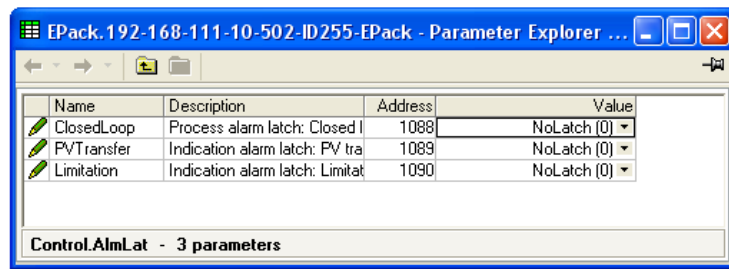 EPack.192-168-111-10-502-ID255-EPack - Parameter Explorer ...
Name Description Address Value
ClosedLoop Process alarm latch: Closed l 1088 NoLatch (0)
PVTransfer Indication alarm latch: PV tra 1089 NoLatch (0)
Limitation Indication alarm latch: Limitat 1090 NoLatch (0)
Control.AlmLat - 3 parameters